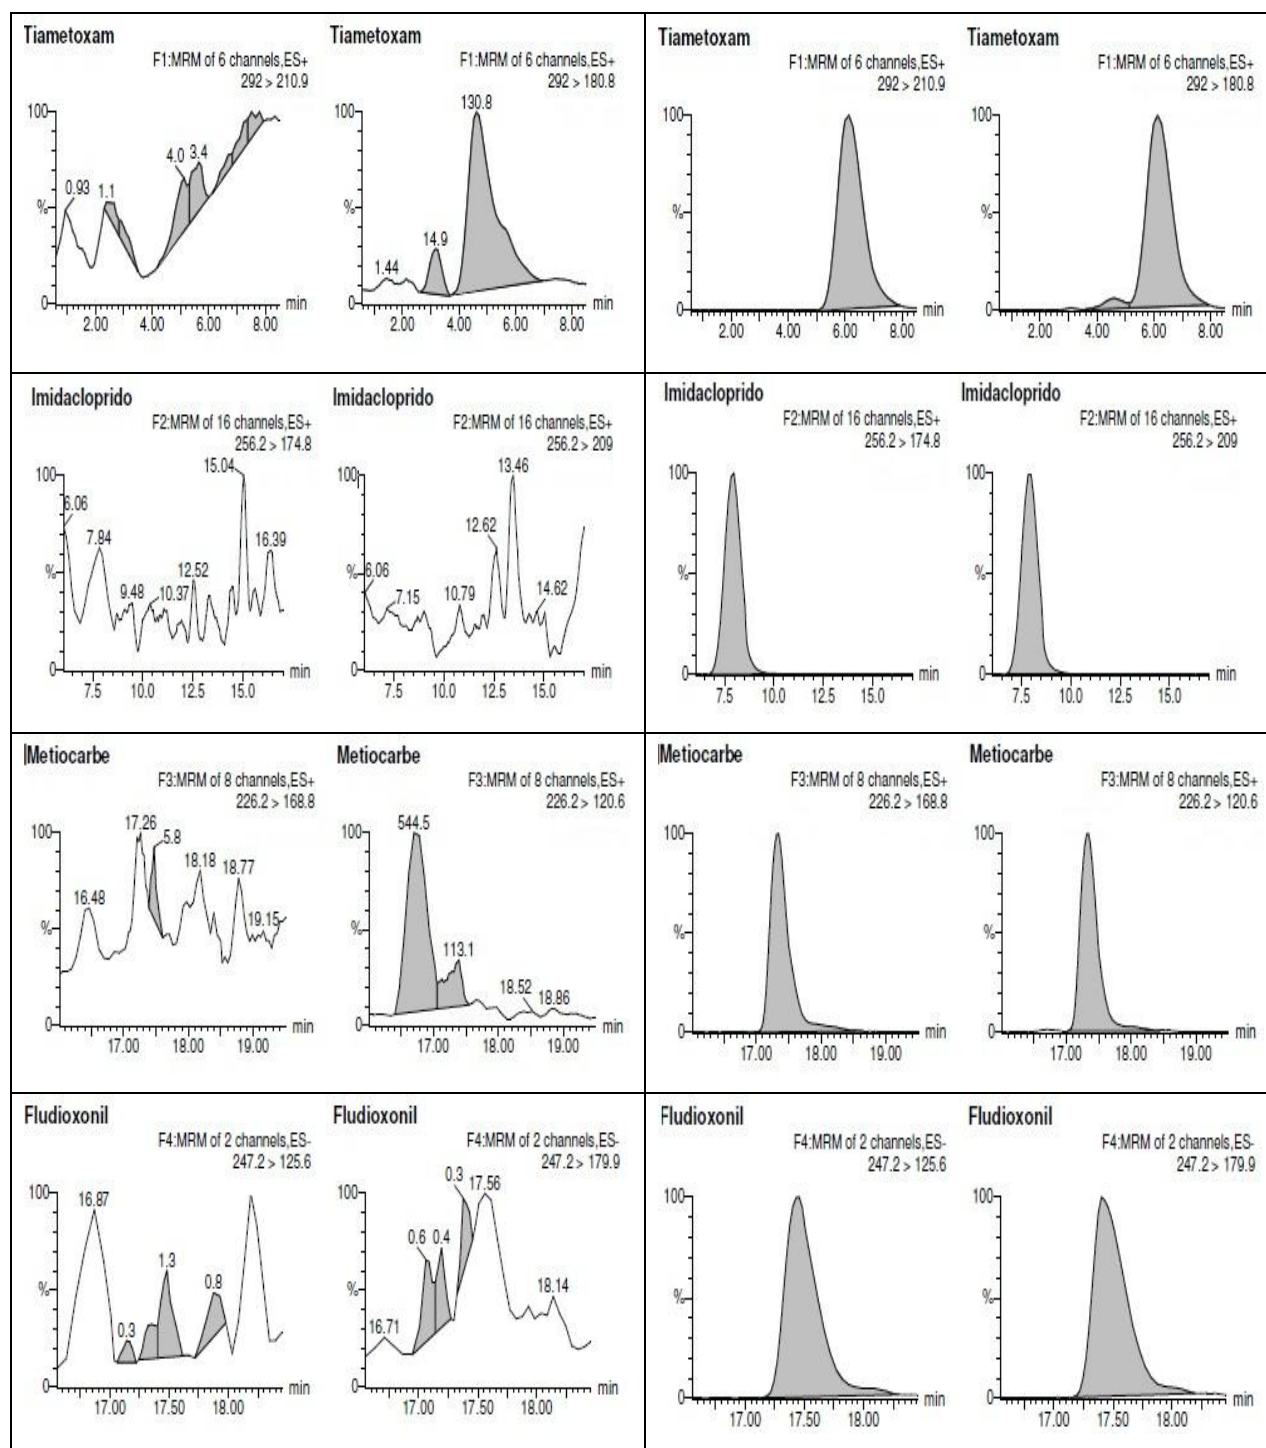 Tiametoxam
F1:MRM of 6 channels,ES+
292 > 210.9
100
0.93
1.1
4.0
3.4
%
0
min
2.00 4.00 6.00 8.00
Tiametoxam
F1:MRM of 6 channels,ES+
292 > 180.8
100
130.8
14.9
1.44
%
0
min
2.00 4.00 6.00 8.00
Tiametoxam
F1:MRM of 6 channels,ES+
292 > 210.9
100
%
0
min
2.00 4.00 6.00 8.00
Tiametoxam
F1:MRM of 6 channels,ES+
292 > 180.8
100
%
0
min
2.00 4.00 6.00 8.00
Imidacloprido
F2:MRM of 16 channels,ES+
256.2 > 174.8
100
15.04
6.06
7.84
16.39
12.52
9.48
10.37
%
0
min
7.5 10.0 12.5 15.0
Imidacloprido
F2:MRM of 16 channels,ES+
256.2 > 209
100
13.46
12.62
6.06
7.15
10.79
14.62
%
0
min
7.5 10.0 12.5 15.0
Imidacloprido
F2:MRM of 16 channels,ES+
256.2 > 174.8
100
%
0
min
7.5 10.0 12.5 15.0
Imidacloprido
F2:MRM of 16 channels,ES+
256.2 > 209
100
%
0
min
7.5 10.0 12.5 15.0
Metiocarbe
F3:MRM of 8 channels,ES+
226.2 > 168.8
100
17.26
5.8
18.18
18.77
16.48
19.15
%
0
min
17.00 18.00 19.00
Metiocarbe
F3:MRM of 8 channels,ES+
226.2 > 120.6
100
544.5
113.1
18.52
18.86
%
0
min
17.00 18.00 19.00
Metiocarbe
F3:MRM of 8 channels,ES+
226.2 > 168.8
100
%
0
min
17.00 18.00 19.00
Metiocarbe
F3:MRM of 8 channels,ES+
226.2 > 120.6
100
%
0
min
17.00 18.00 19.00
Fludioxonil
F4:MRM of 2 channels,ES-
247.2 > 125.6
100
16.87
1.3
0.8
0.3
%
0
min
17.00 17.50 18.00
Fludioxonil
F4:MRM of 2 channels,ES-
247.2 > 179.9
100
0.3
17.56
0.6
0.4
18.14
16.71
%
0
min
17.00 17.50 18.00
Fludioxonil
F4:MRM of 2 channels,ES-
247.2 > 125.6
100
%
0
min
17.00 17.50 18.00
Fludioxonil
F4:MRM of 2 channels,ES-
247.2 > 179.9
100
%
0
min
17.00 17.50 18.00